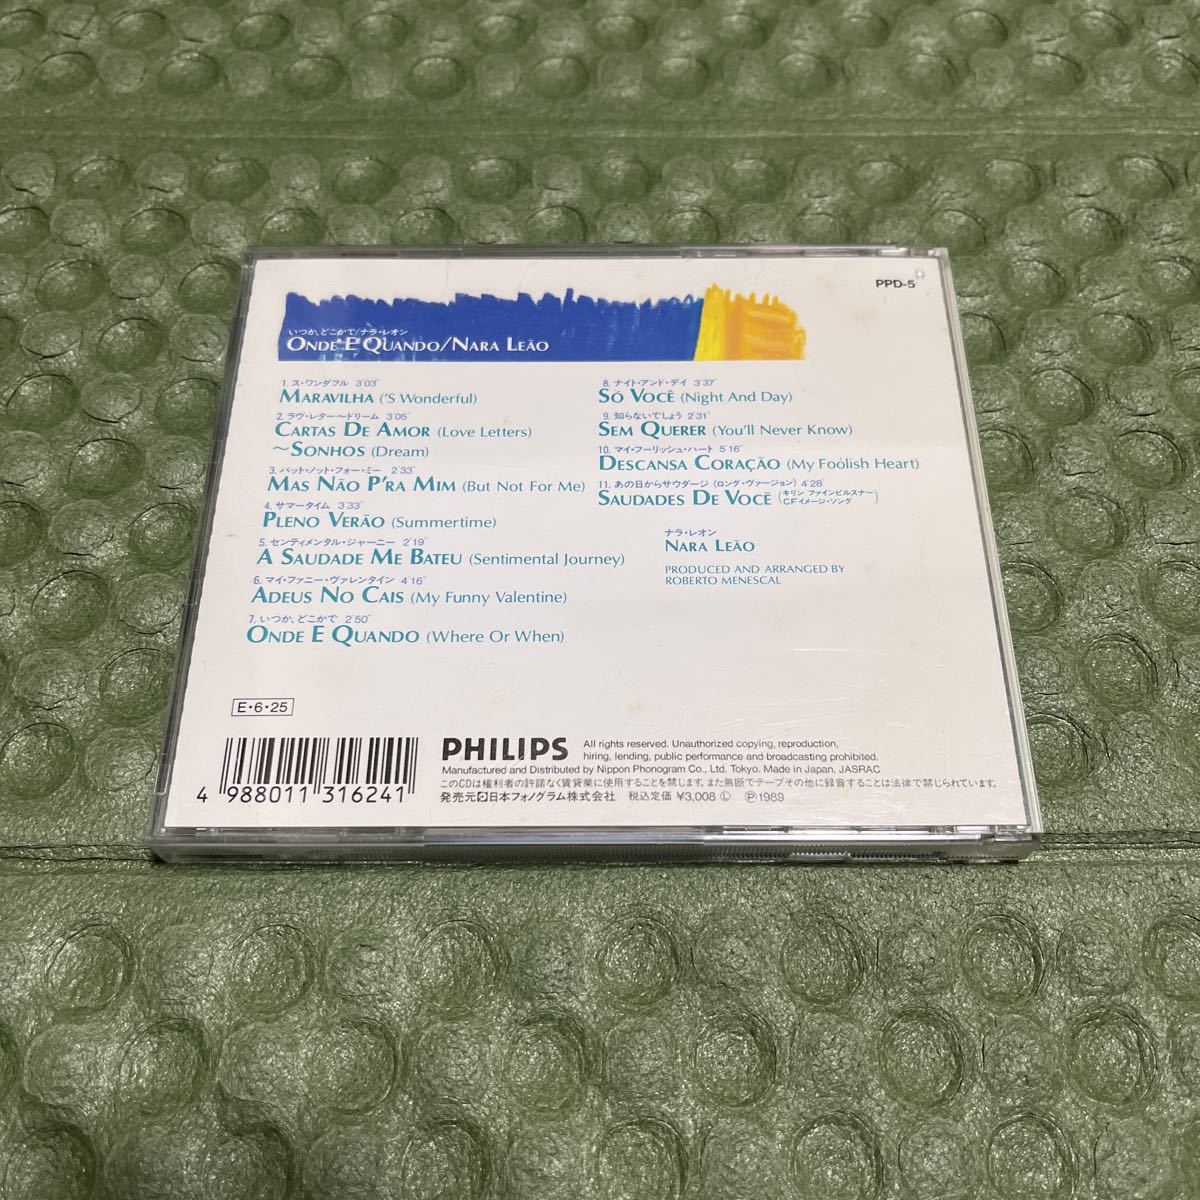 PPD-5
いつか、どこかで/ナラ・レオン
ONDE E QUANDO/NARA LEÃO
1. ス・ワンダフル 3'03"
MARAVILHA ('S Wonderful)
2. ラヴ・レター〜ドリーム 3'05"
CARTAS DE AMOR (Love Letters)
〜SONHOS (Dream)
3. バット・ノット・フォー・ミー 2'33"
MAS NÃO P'RA MIM (But Not For Me)
4. サマータイム 3'33"
PLENO VERÃO (Summertime)
5. センティメンタル・ジャーニー 2'19"
A SAUDADE ME BATEU (Sentimental Journey)
6. マイ・ファニー・ヴァレンタイン 4'16"
ADEUS NO CAIS (My Funny Valentine)
7. いつか、どこかで 2'50"
ONDE E QUANDO (Where Or When)
8. ナイト・アンド・デイ 3'37"
SÓ VOCÊ (Night And Day)
9. 知らないでしょう 2'31"
SEM QUERER (You'll Never Know)
10. マイ・フーリッシュ・ハート 5'16"
DESCANSA CORAÇÃO (My Foolish Heart)
11. あの日からサウダージ (ロング・ヴァージョン) 4'28"
SAUDADES DE VOCÊ (キリン ファインピルスナー CFイメージ・ソング)
ナラ・レオン
NARA LEÃO
PRODUCED AND ARRANGED BY
ROBERTO MENESCAL
E・6・25
4 988011 316241
PHILIPS
All rights reserved. Unauthorized copying, reproduction,
hiring, lending, public performance and broadcasting prohibited.
Manufactured and Distributed by Nippon Phonogram Co., Ltd. Tokyo. Made in Japan. JASRAC
このCDは権利者の許諾なく賃貸業に使用することを禁じます。また無断でテープその他に録音することは法律で禁じられています。
発売元 日本フォノグラム株式会社 税込定価 ¥3,008 Ⓛ Ⓟ1989